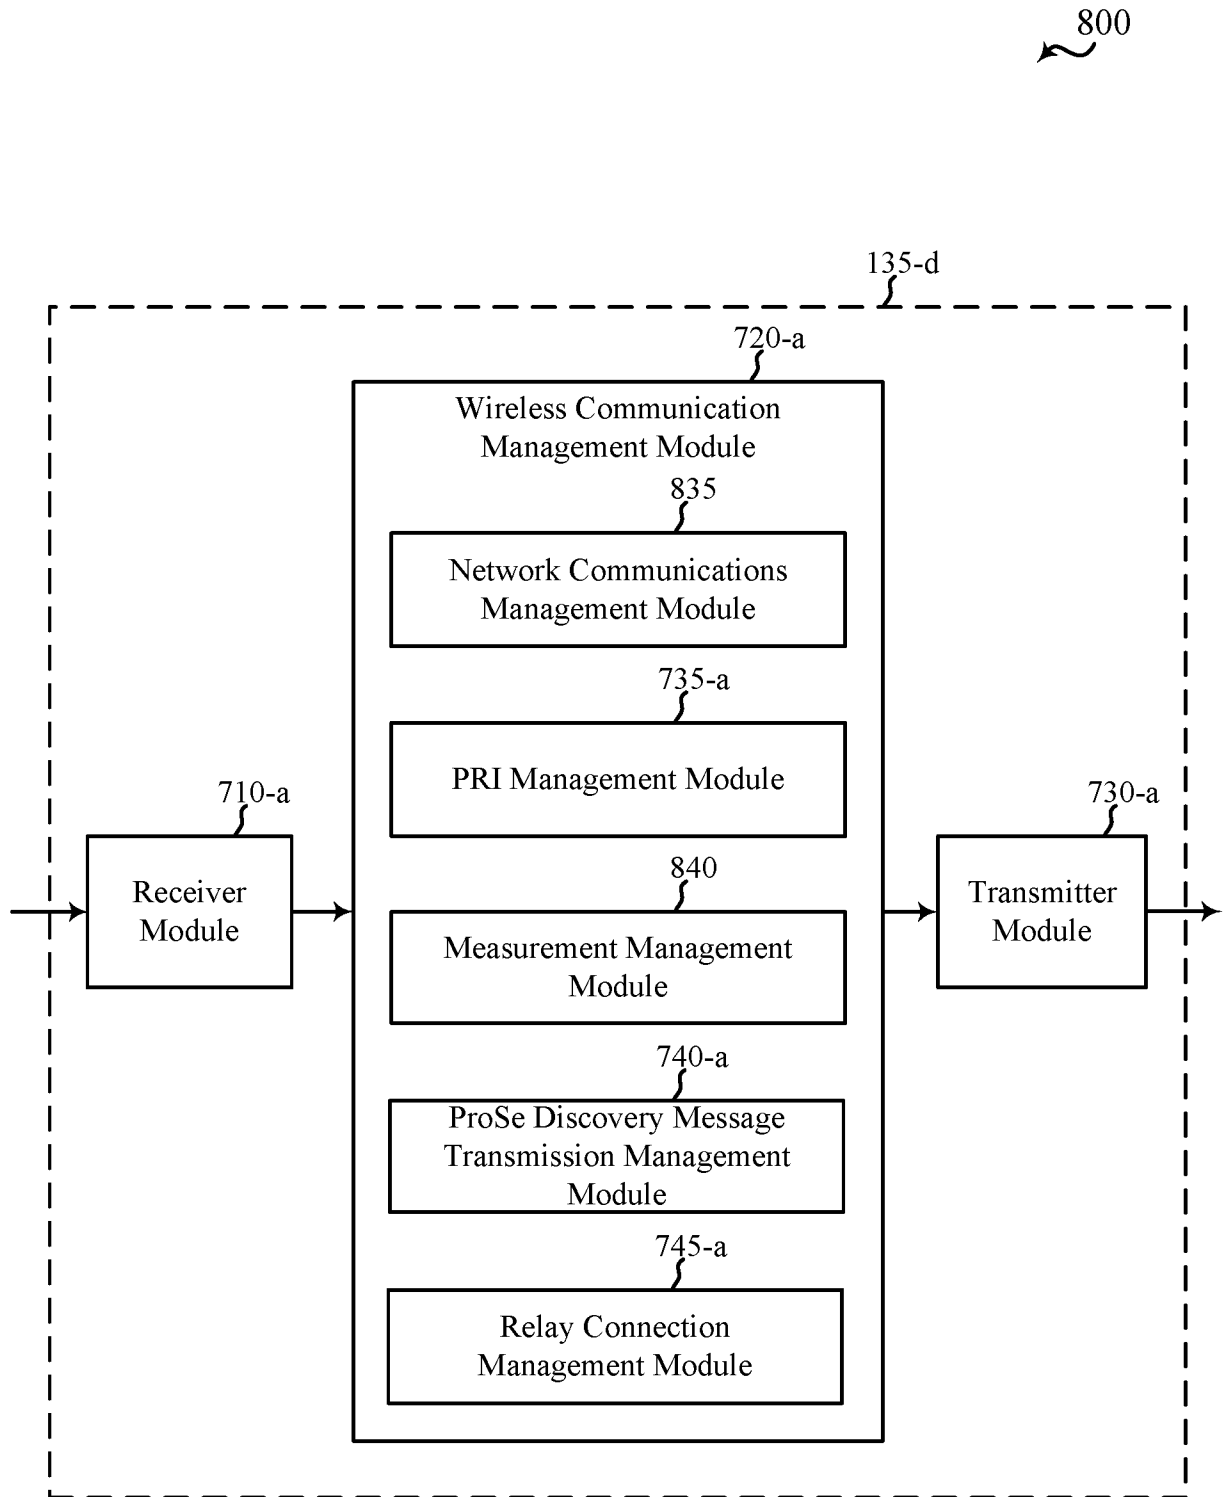 800
135-d
720-a
Wireless Communication
Management Module
835
Network Communications
Management Module
735-a
PRI Management Module
710-a
Receiver
Module
730-a
Transmitter
Module
840
Measurement Management
Module
740-a
ProSe Discovery Message
Transmission Management
Module
745-a
Relay Connection
Management Module